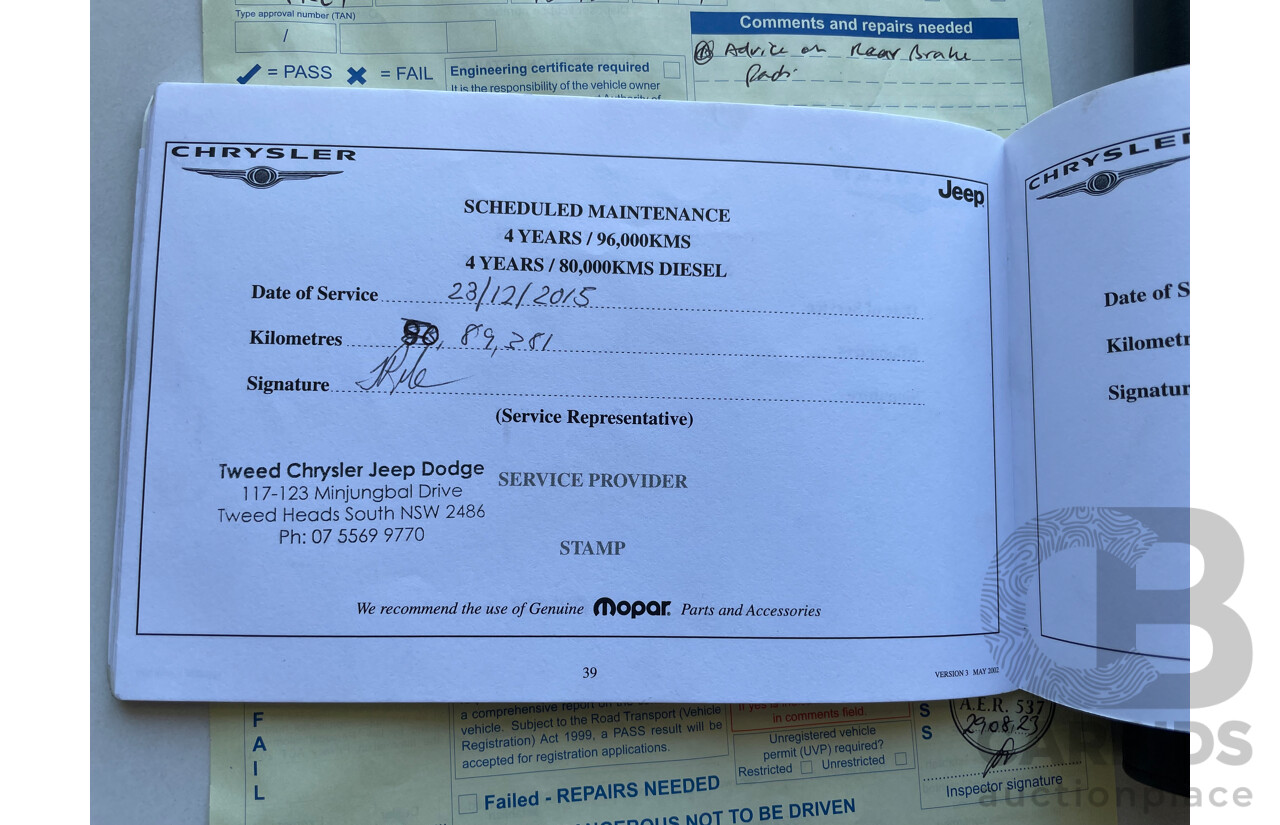 Type approval number (TAN)
/
= PASS = FAIL
Engineering certificate required
It is the responsibility of the vehicle owner
Comments and repairs needed
Advice on Rear Brake
Pads.
CHRYSLER
Jeep
SCHEDULED MAINTENANCE
4 YEARS / 96,000KMS
4 YEARS / 80,000KMS DIESEL
Date of Service 23/12/2015
Kilometres 89,381
Signature
(Service Representative)
Tweed Chrysler Jeep Dodge
117-123 Minjungbal Drive
Tweed Heads South NSW 2486
Ph: 07 5569 9770
SERVICE PROVIDER
STAMP
We recommend the use of Genuine Mopar Parts and Accessories
39
VERSION 3 MAY 2002
CHRYSLER
Date of S
Kilometr
Signatur
F
A
I
L
a comprehensive report on the
vehicle. Subject to the Road Transport (Vehicle
Registration) Act 1999, a PASS result will be
accepted for registration applications.
Failed - REPAIRS NEEDED
NOT TO BE DRIVEN
in comments field.
Unregistered vehicle
permit (UVP) required?
Restricted Unrestricted
S
S
A.E.R. 537
290823
Inspector signature
auctionplace